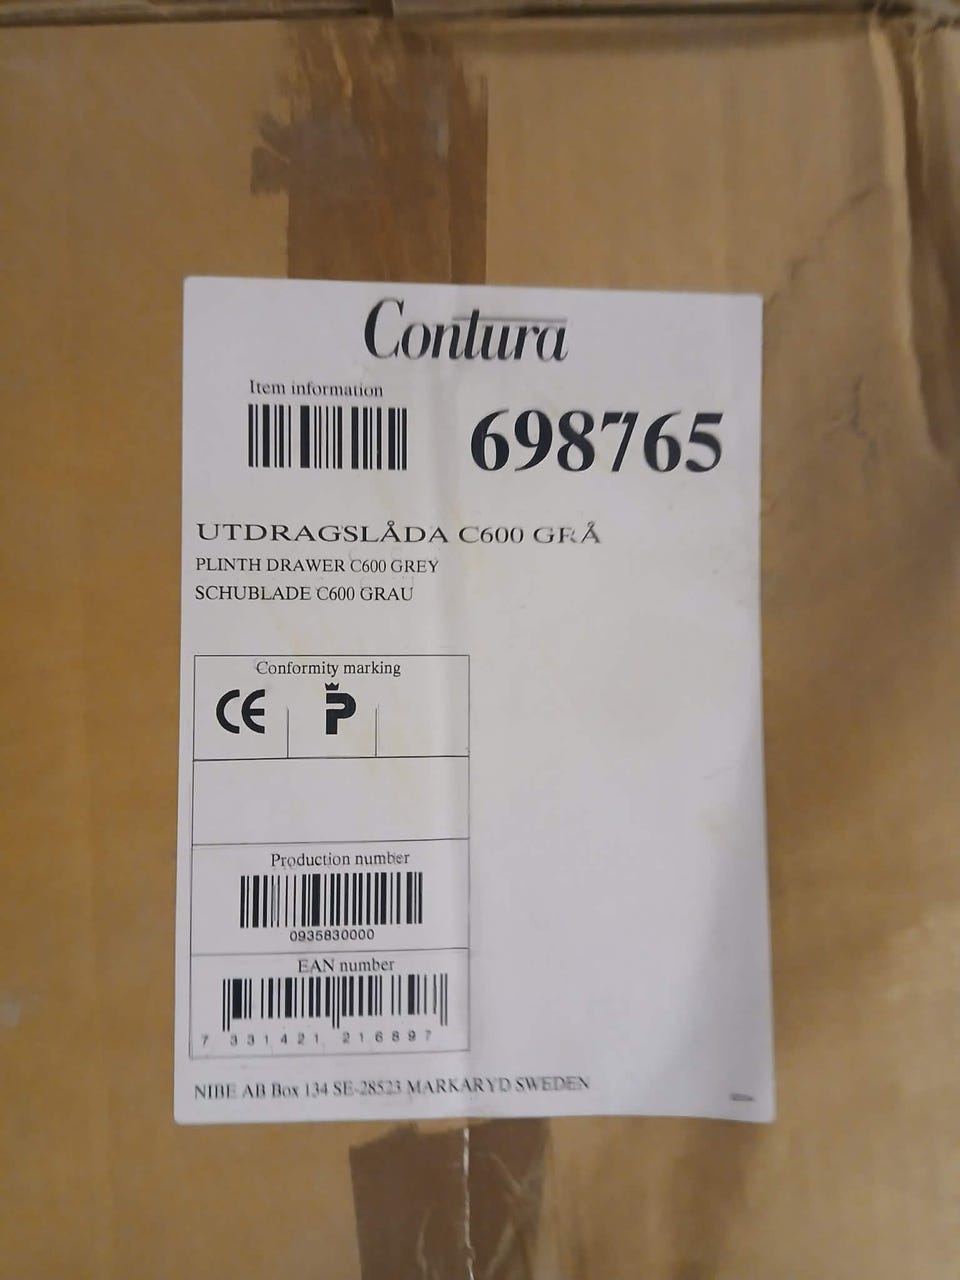 Contura
Item information
698765
UTDRAGSLÅDA C600 GRÅ
PLINTH DRAWER C600 GREY
SCHUBLADE C600 GRAU
Conformity marking
CE P
Production number
0935830000
EAN number
7 331421 216897
NIBE AB Box 134 SE-28523 MARKARYD SWEDEN